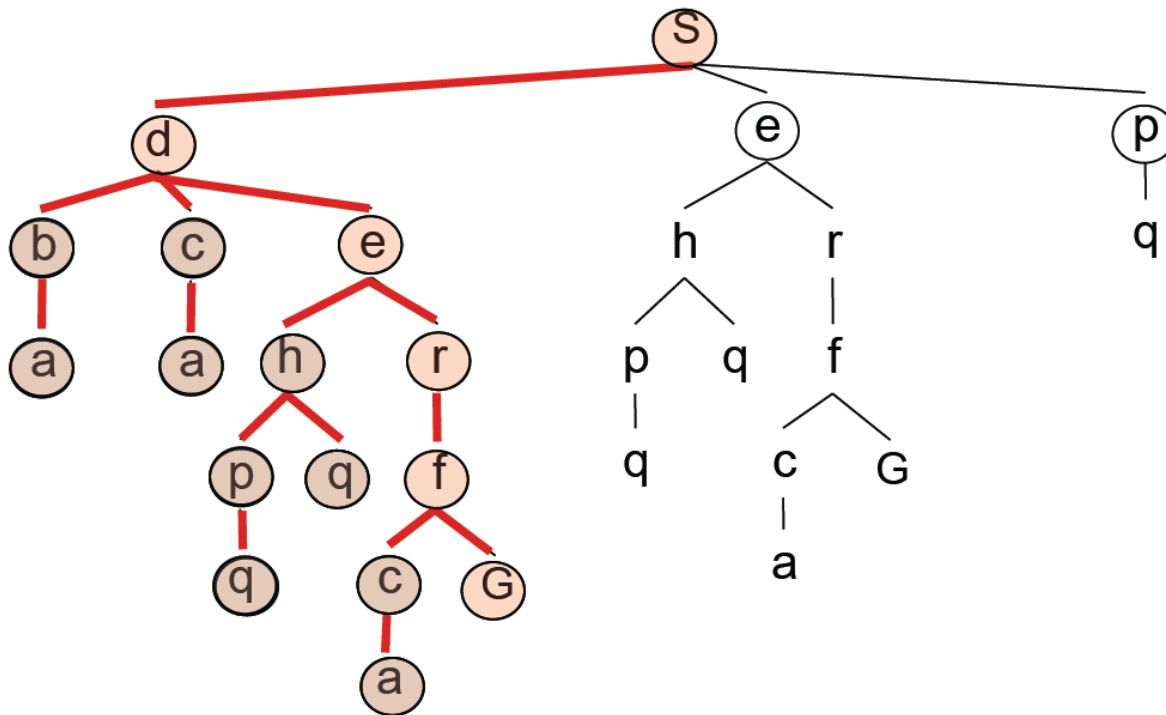 S
d e p
b c e h r q
a a h r p q f
p q f q c G
q c G a
a